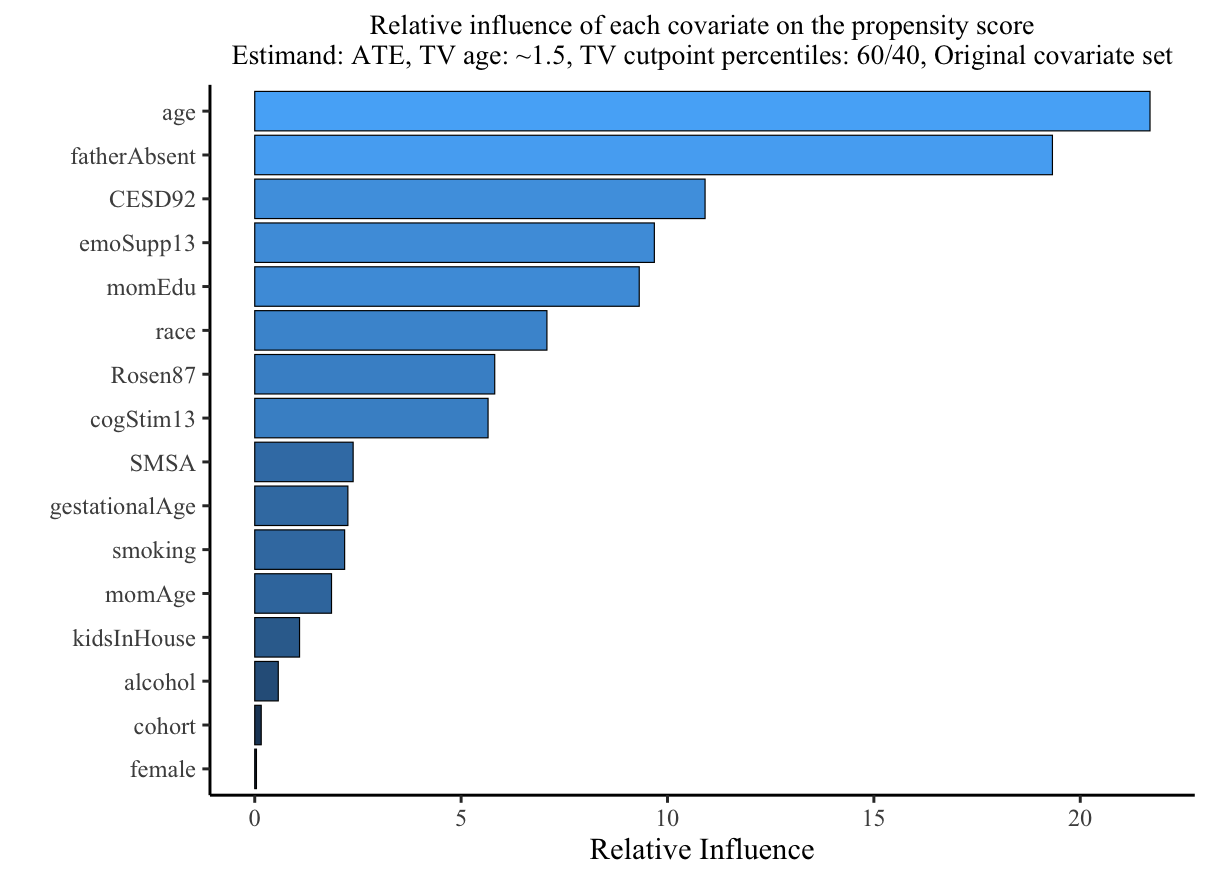 Relative influence of each covariate on the propensity score
Estimand: ATE, TV age: ~1.5, TV cutpoint percentiles: 60/40, Original covariate set
age
fatherAbsent
CESD92
emoSupp13
momEdu
race
Rosen87
cogStim13
SMSA
gestationalAge
smoking
momAge
kidsInHouse
alcohol
cohort
female
0 5 10 15 20
Relative Influence